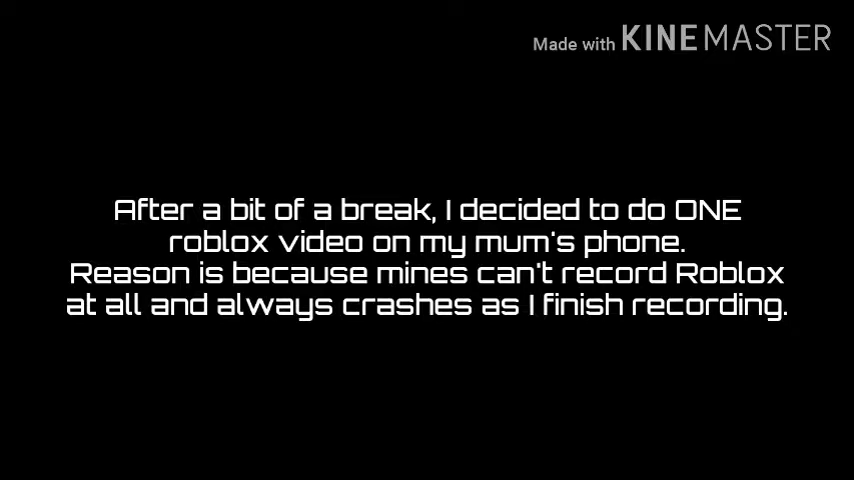 Made with KINEMASTER
After a bit of a break, I decided to do ONE
roblox video on my mum's phone.
Reason is because mines can't record Roblox
at all and always crashes as I finish recording.